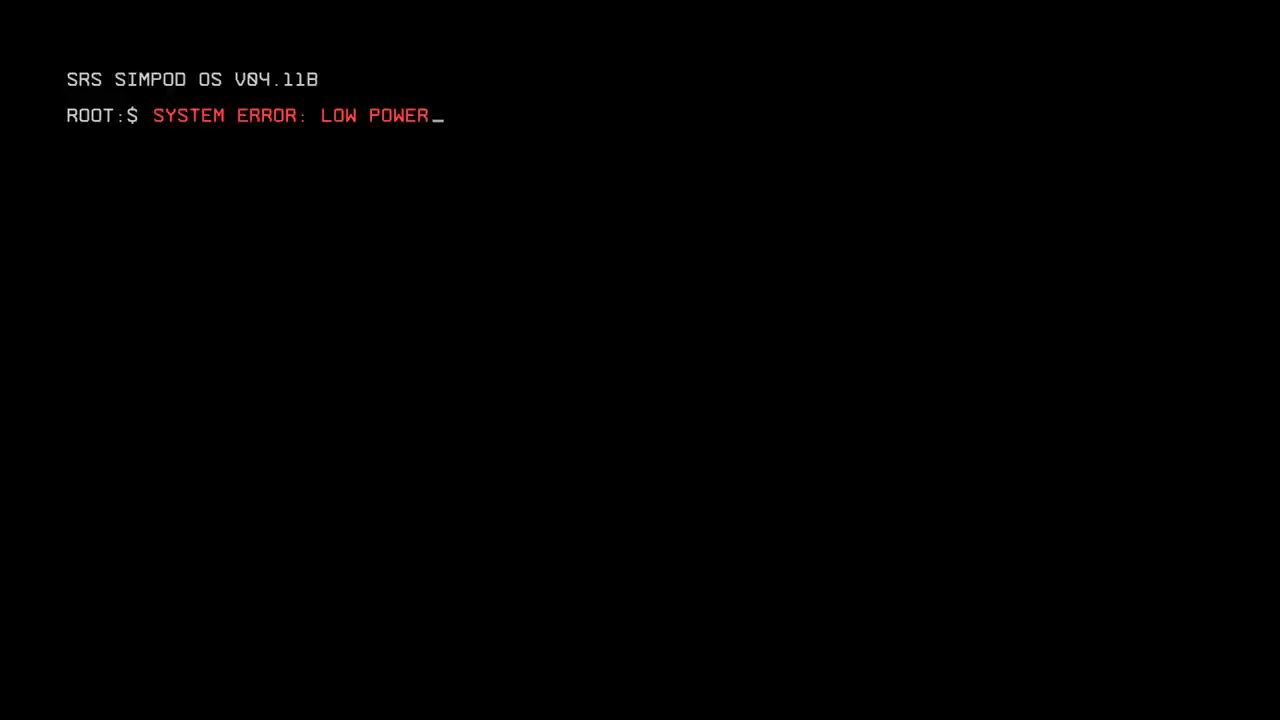 SRS SIMPOD OS V04.11B
ROOT:$ SYSTEM ERROR: LOW POWER_